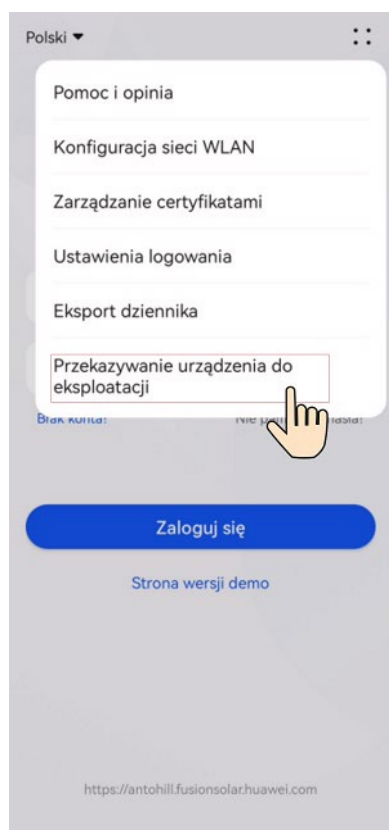 Polski
Pomoc i opinia
Konfiguracja sieci WLAN
Zarządzanie certyfikatami
Ustawienia logowania
Eksport dziennika
Przekazywanie urządzenia do
eksploatacji
Brak konta?
Nie
Zaloguj się
Strona wersji demo
https://antohill.fusionsolar.huawei.com